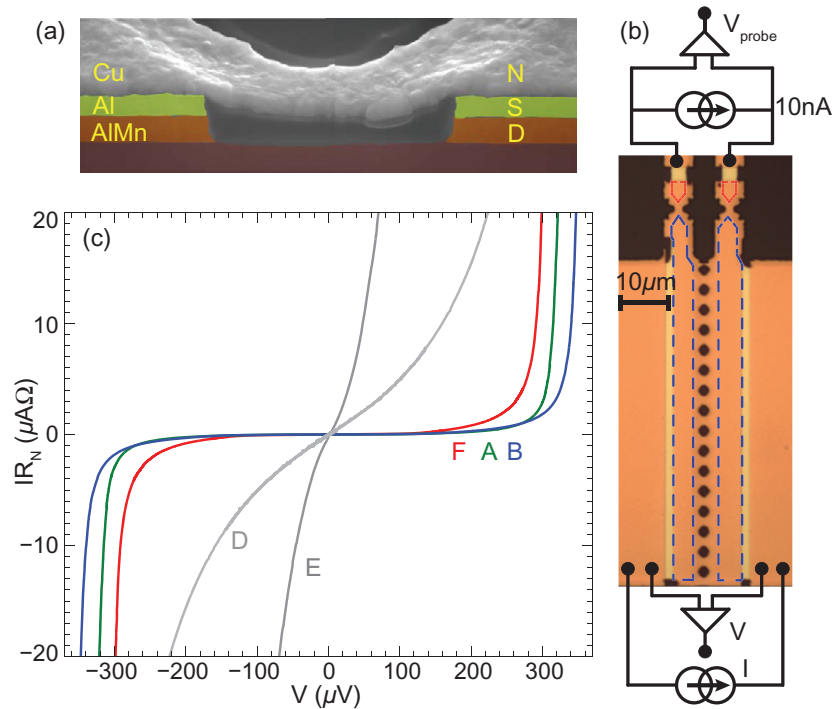 (a)
Cu
N
Al
S
AlMn
D
(b)
V_probe
10nA
10µm
V
I
(c)
IR_N (µAΩ)
20
10
0
−10
−20
F A B
D
E
−300 −200 −100 0 100 200 300
V (µV)